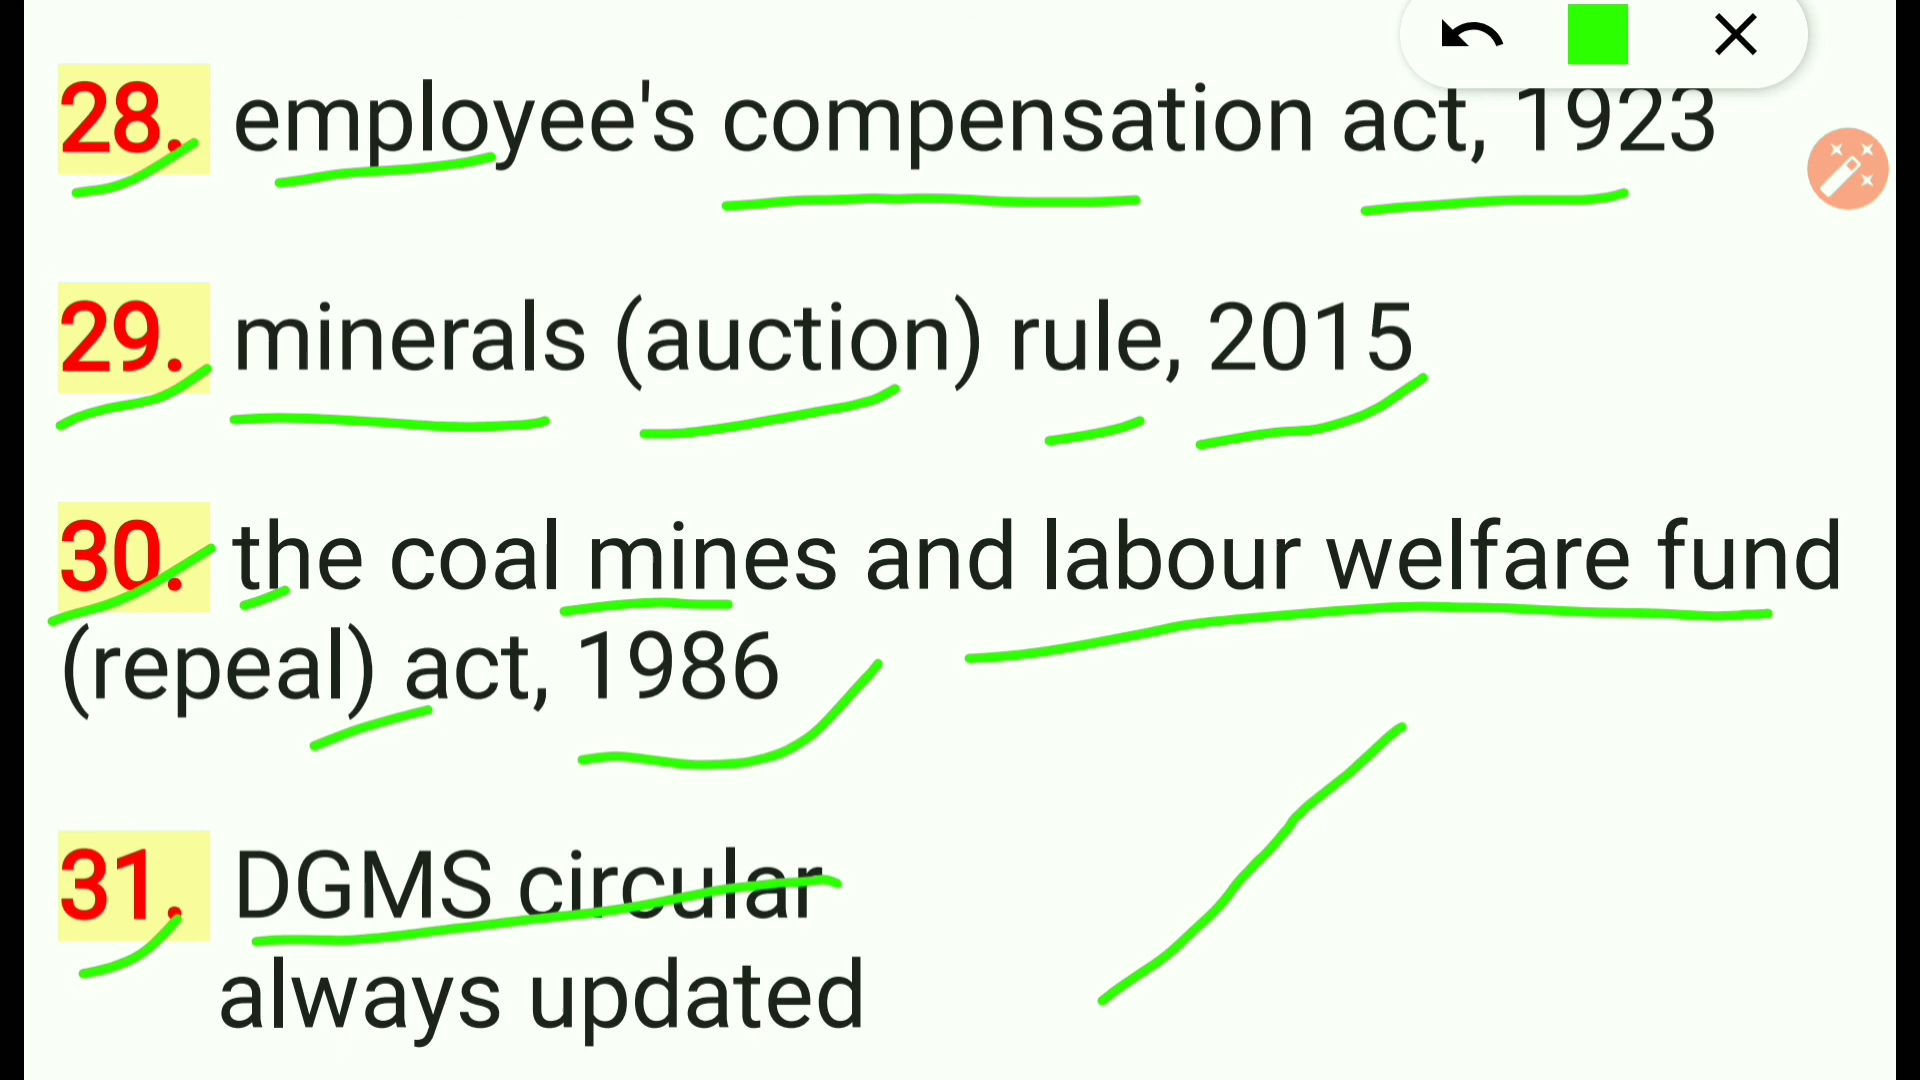 28. employee's compensation act, 1923
29. minerals (auction) rule, 2015
30. the coal mines and labour welfare fund
(repeal) act, 1986
31. DGMS circular
always updated